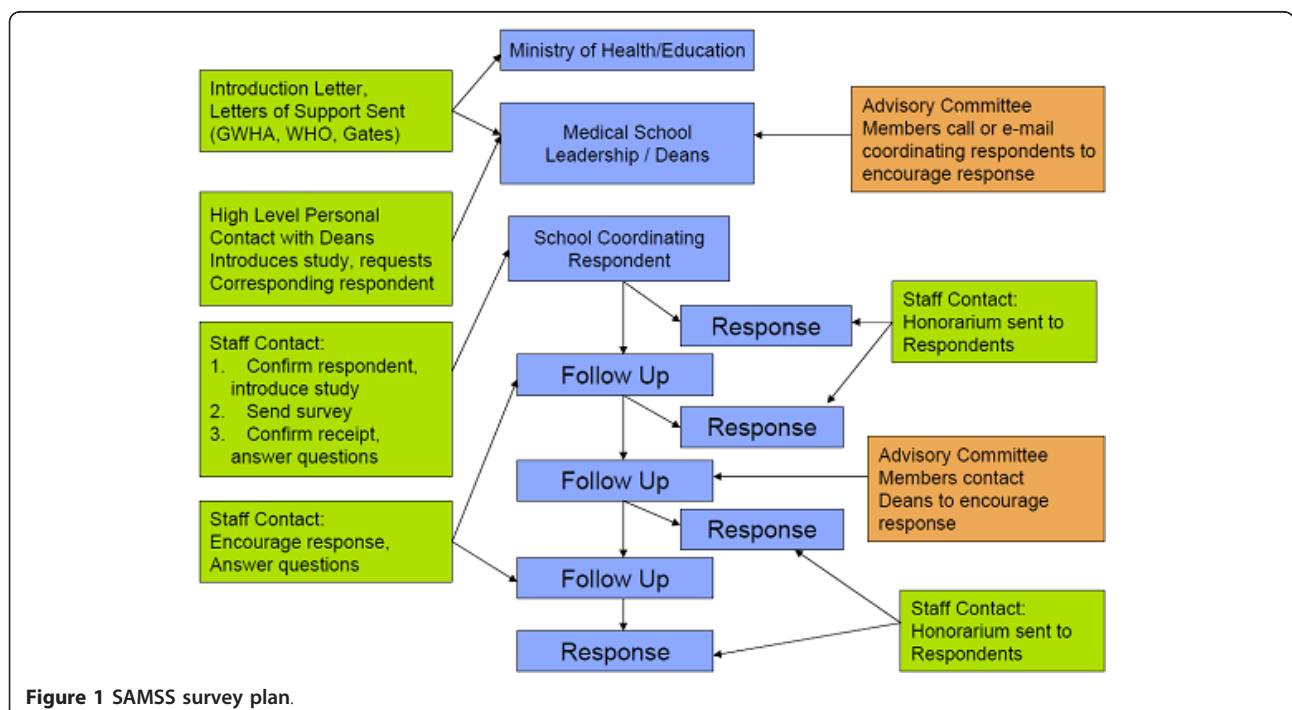 Ministry of Health/Education
Introduction Letter,
Letters of Support Sent
(GWHA, WHO, Gates)
Medical School
Leadership / Deans
Advisory Committee
Members call or e-mail
coordinating respondents to
encourage response
High Level Personal
Contact with Deans
Introduces study, requests
Corresponding respondent
School Coordinating
Respondent
Staff Contact:
Honorarium sent to
Respondents
Response
Staff Contact:
1. Confirm respondent,
introduce study
2. Send survey
3. Confirm receipt,
answer questions
Follow Up
Response
Advisory Committee
Members contact
Deans to encourage
response
Follow Up
Staff Contact:
Encourage response,
Answer questions
Response
Follow Up
Staff Contact:
Honorarium sent to
Respondents
Response
Figure 1 SAMSS survey plan.